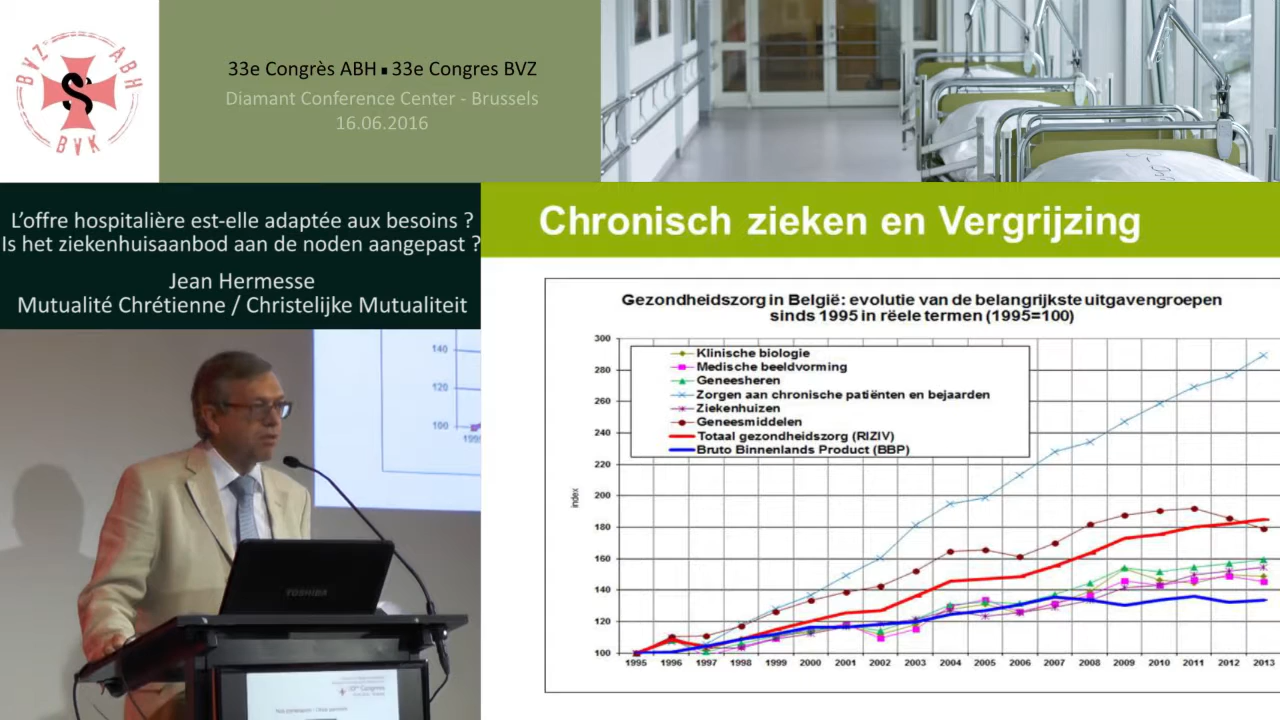 BVZ ABH
BVK
33e Congrès ABH ▪ 33e Congres BVZ
Diamant Conference Center - Brussels
16.06.2016
L'offre hospitalière est-elle adaptée aux besoins ?
Is het ziekenhuisaanbod aan de noden aangepast ?
Jean Hermesse
Mutualité Chrétienne / Christelijke Mutualiteit
140
120
100
TOSHIBA
Chronisch zieken en Vergrijzing
Gezondheidszorg in België: evolutie van de belangrijkste uitgavengroepen
sinds 1995 in rëele termen (1995=100)
Klinische biologie
Medische beeldvorming
Geneesheren
Zorgen aan chronische patiënten en bejaarden
Ziekenhuizen
Geneesmiddelen
Totaal gezondheidszorg (RIZIV)
Bruto Binnenlands Product (BBP)
index
300
280
260
240
220
200
180
160
140
120
100
1995 1996 1997 1998 1999 2000 2001 2002 2003 2004 2005 2006 2007 2008 2009 2010 2011 2012 2013